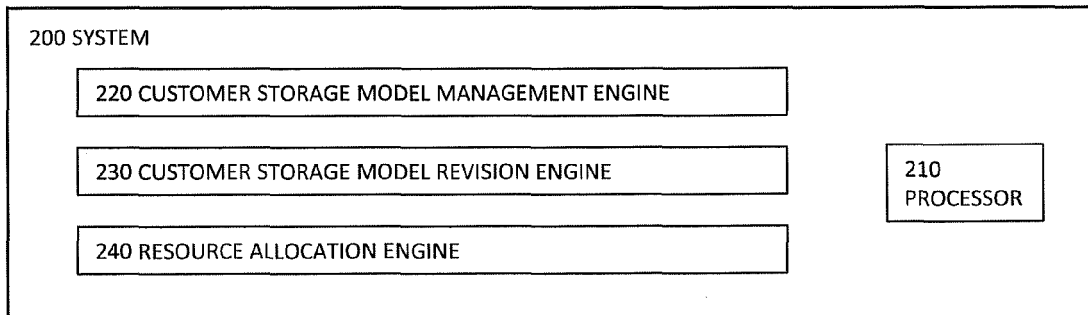 200 SYSTEM
220 CUSTOMER STORAGE MODEL MANAGEMENT ENGINE
230 CUSTOMER STORAGE MODEL REVISION ENGINE
210
PROCESSOR
240 RESOURCE ALLOCATION ENGINE